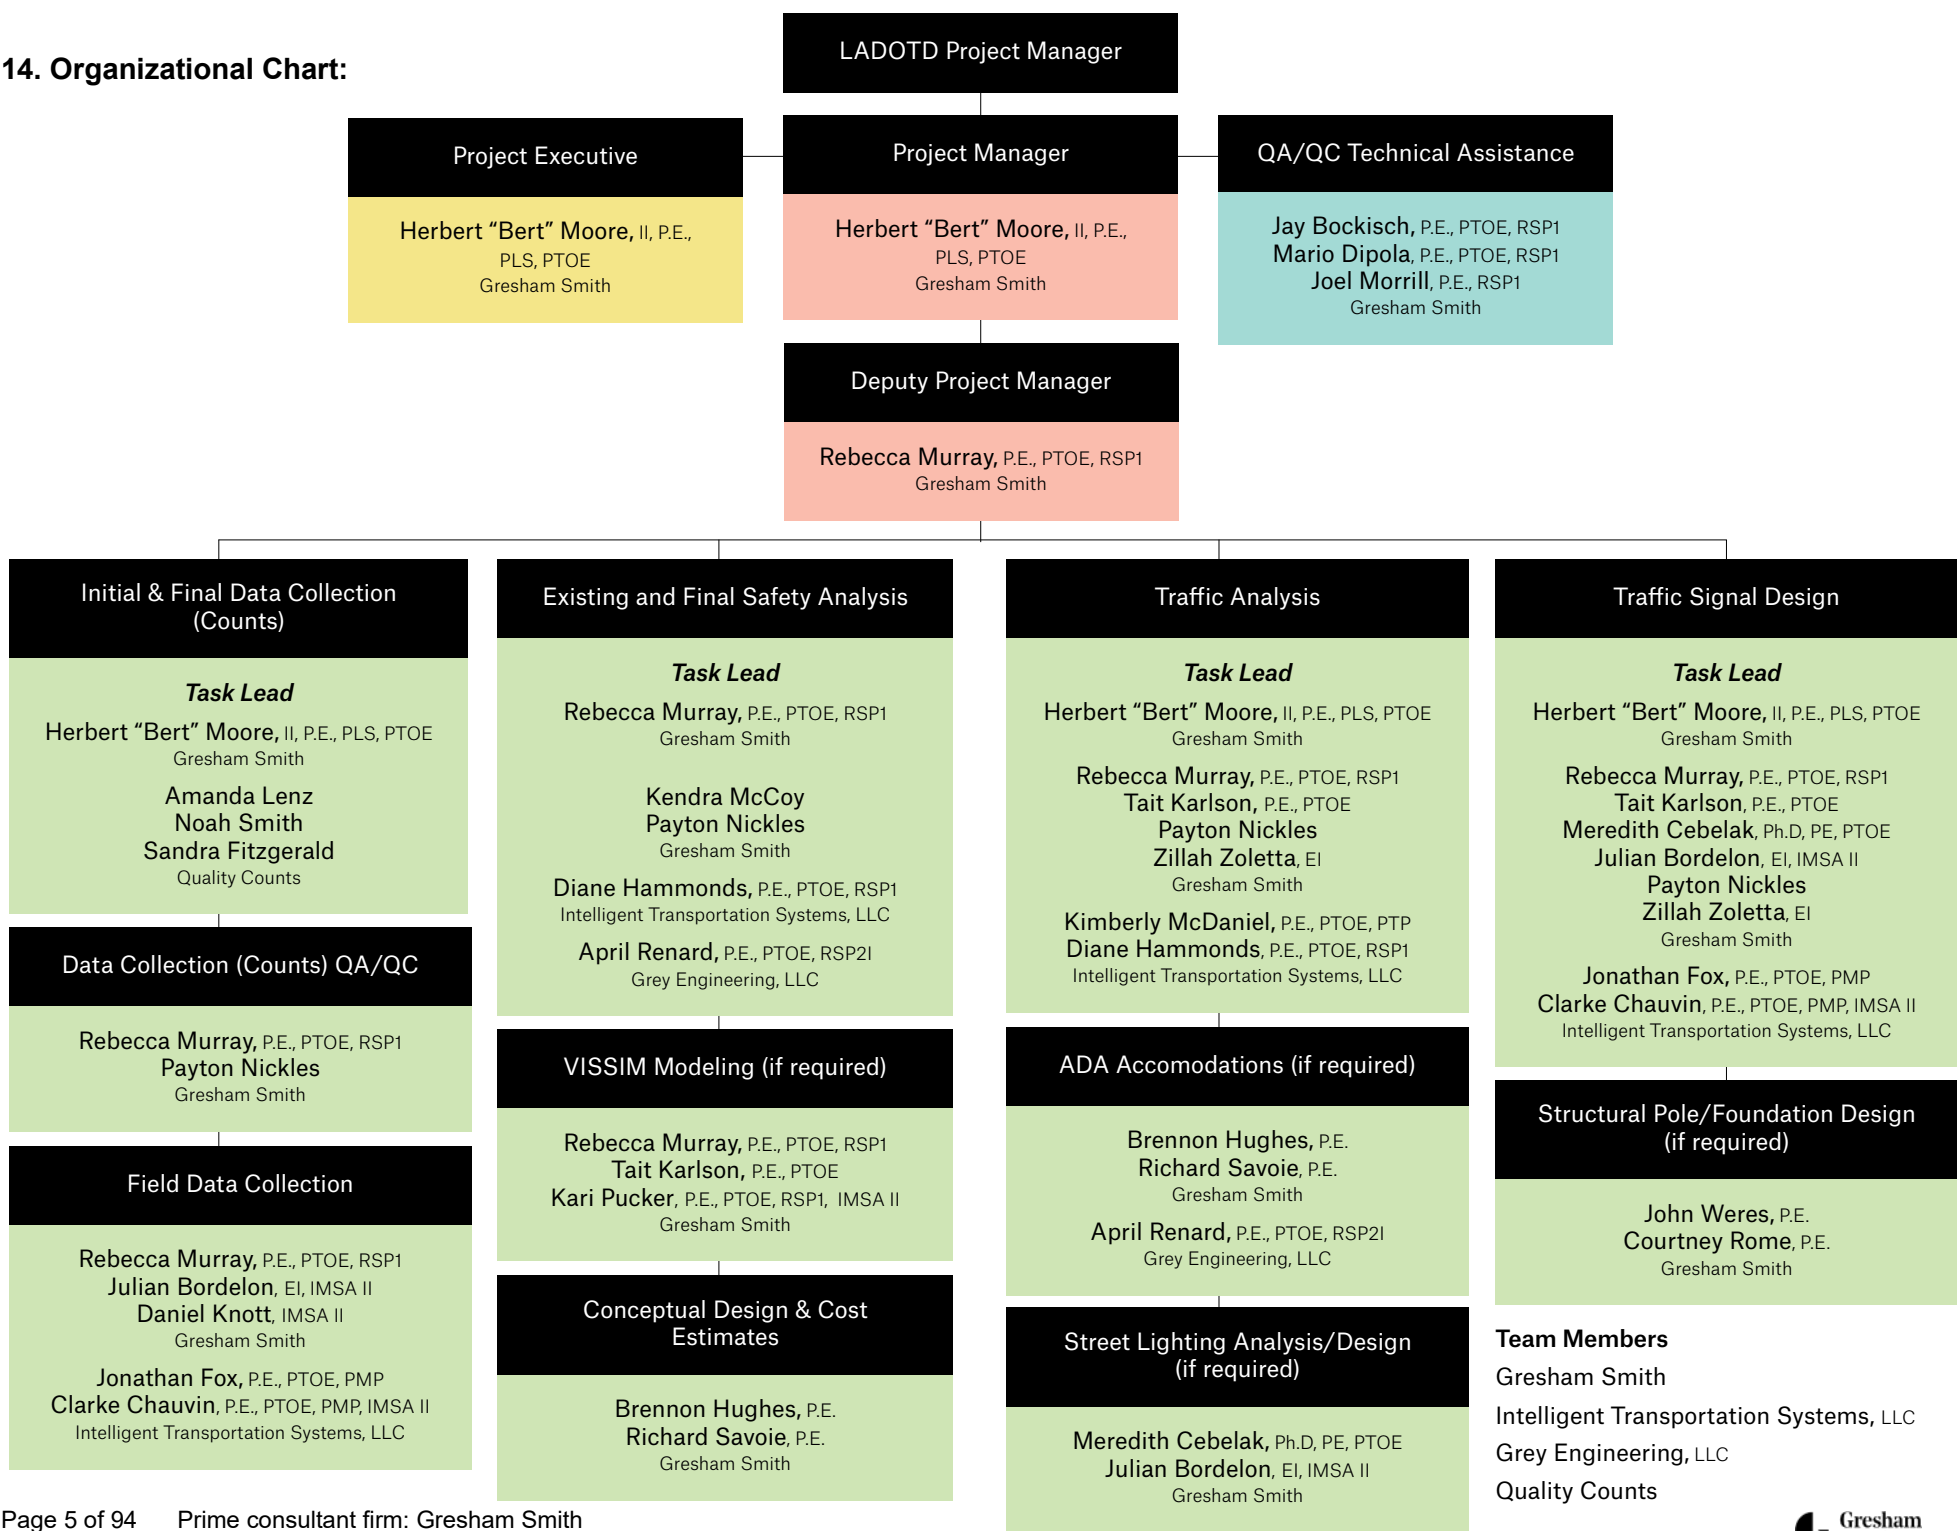 14. Organizational Chart:
LADOTD Project Manager
Project Executive
Herbert “Bert” Moore, II, P.E.,
PLS, PTOE
Gresham Smith
Project Manager
Herbert “Bert” Moore, II, P.E.,
PLS, PTOE
Gresham Smith
QA/QC Technical Assistance
Jay Bockisch, P.E., PTOE, RSP1
Mario Dipola, P.E., PTOE, RSP1
Joel Morrill, P.E., RSP1
Gresham Smith
Deputy Project Manager
Rebecca Murray, P.E., PTOE, RSP1
Gresham Smith
Initial & Final Data Collection
(Counts)
Task Lead
Herbert “Bert” Moore, II, P.E., PLS, PTOE
Gresham Smith
Amanda Lenz
Noah Smith
Sandra Fitzgerald
Quality Counts
Data Collection (Counts) QA/QC
Rebecca Murray, P.E., PTOE, RSP1
Payton Nickles
Gresham Smith
Field Data Collection
Rebecca Murray, P.E., PTOE, RSP1
Julian Bordelon, EI, IMSA II
Daniel Knott, IMSA II
Gresham Smith
Jonathan Fox, P.E., PTOE, PMP
Clarke Chauvin, P.E., PTOE, PMP, IMSA II
Intelligent Transportation Systems, LLC
Existing and Final Safety Analysis
Task Lead
Rebecca Murray, P.E., PTOE, RSP1
Gresham Smith
Kendra McCoy
Payton Nickles
Gresham Smith
Diane Hammonds, P.E., PTOE, RSP1
Intelligent Transportation Systems, LLC
April Renard, P.E., PTOE, RSP2I
Grey Engineering, LLC
VISSIM Modeling (if required)
Rebecca Murray, P.E., PTOE, RSP1
Tait Karlson, P.E., PTOE
Kari Pucker, P.E., PTOE, RSP1, IMSA II
Gresham Smith
Conceptual Design & Cost
Estimates
Brennon Hughes, P.E.
Richard Savoie, P.E.
Gresham Smith
Traffic Analysis
Task Lead
Herbert “Bert” Moore, II, P.E., PLS, PTOE
Gresham Smith
Rebecca Murray, P.E., PTOE, RSP1
Tait Karlson, P.E., PTOE
Payton Nickles
Zillah Zoletta, EI
Gresham Smith
Kimberly McDaniel, P.E., PTOE, PTP
Diane Hammonds, P.E., PTOE, RSP1
Intelligent Transportation Systems, LLC
ADA Accomodations (if required)
Brennon Hughes, P.E.
Richard Savoie, P.E.
Gresham Smith
April Renard, P.E., PTOE, RSP2I
Grey Engineering, LLC
Street Lighting Analysis/Design
(if required)
Meredith Cebelak, Ph.D, PE, PTOE
Julian Bordelon, EI, IMSA II
Gresham Smith
Traffic Signal Design
Task Lead
Herbert “Bert” Moore, II, P.E., PLS, PTOE
Gresham Smith
Rebecca Murray, P.E., PTOE, RSP1
Tait Karlson, P.E., PTOE
Meredith Cebelak, Ph.D, PE, PTOE
Julian Bordelon, EI, IMSA II
Payton Nickles
Zillah Zoletta, EI
Gresham Smith
Jonathan Fox, P.E., PTOE, PMP
Clarke Chauvin, P.E., PTOE, PMP, IMSA II
Intelligent Transportation Systems, LLC
Structural Pole/Foundation Design
(if required)
John Weres, P.E.
Courtney Rome, P.E.
Gresham Smith
Team Members
Gresham Smith
Intelligent Transportation Systems, LLC
Grey Engineering, LLC
Quality Counts
Page 5 of 94 Prime consultant firm: Gresham Smith
Gresham